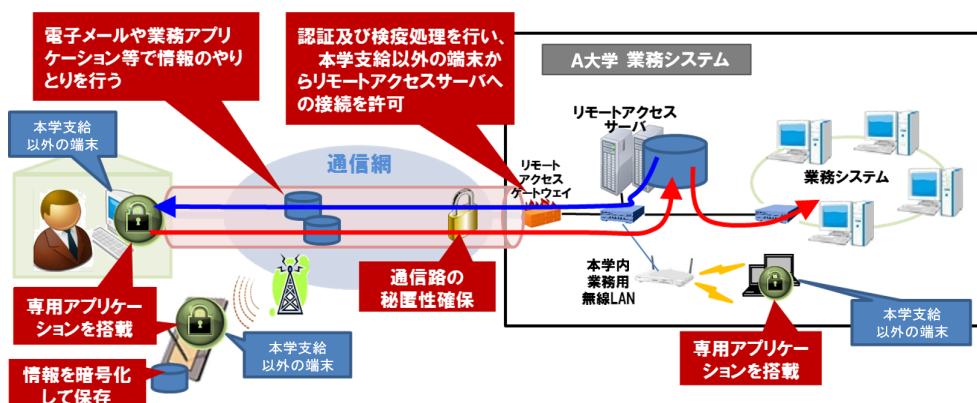 電子メールや業務アプリ
ケーション等で情報のやり
とりを行う
認証及び検疫処理を行い、
本学支給以外の端末か
らリモートアクセスサーバへ
の接続を許可
A大学 業務システム
本学支給
以外の端末
通信網
リモート
アクセス
ゲートウェイ
リモートアクセス
サーバ
業務システム
専用アプリケー
ションを搭載
通信路の
秘匿性確保
本学内
業務用
無線LAN
本学支給
以外の端末
本学支給
以外の端末
専用アプリケー
ションを搭載
情報を暗号化
して保存